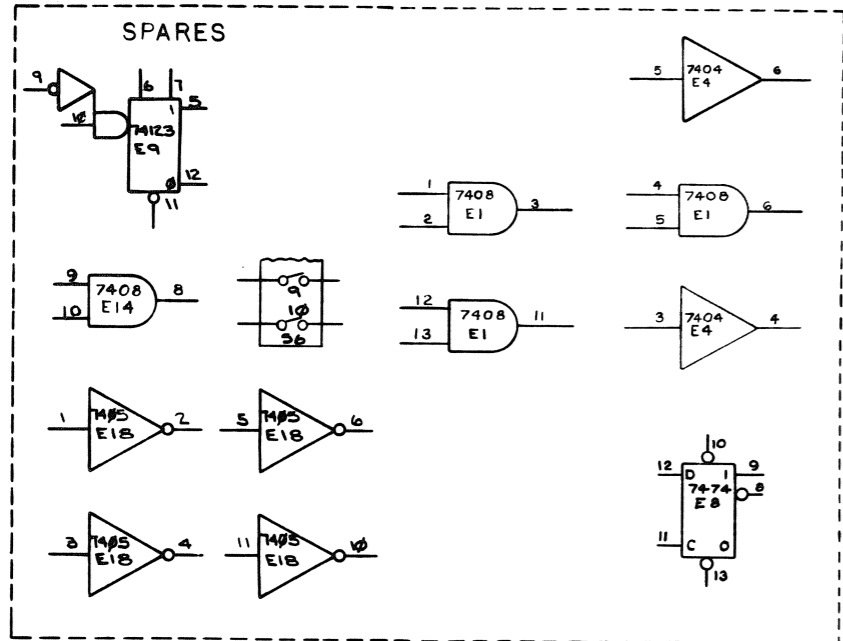 SPARES
9
1Ø
6 7
1 5
74123
E9
Ø 12
11
5 7404 6
E4
1 7408 3
2 E1
4 7408 6
5 E1
9 7408 8
10 E14
9
1Ø
S6
12 7408 11
13 E1
3 7404 4
E4
1 74Ø5 2
E18
5 74Ø5 6
E18
3 74Ø5 4
E18
11 74Ø5 1Ø
E18
10
12 D 1 9
7474 8
E8
11 C 0
13